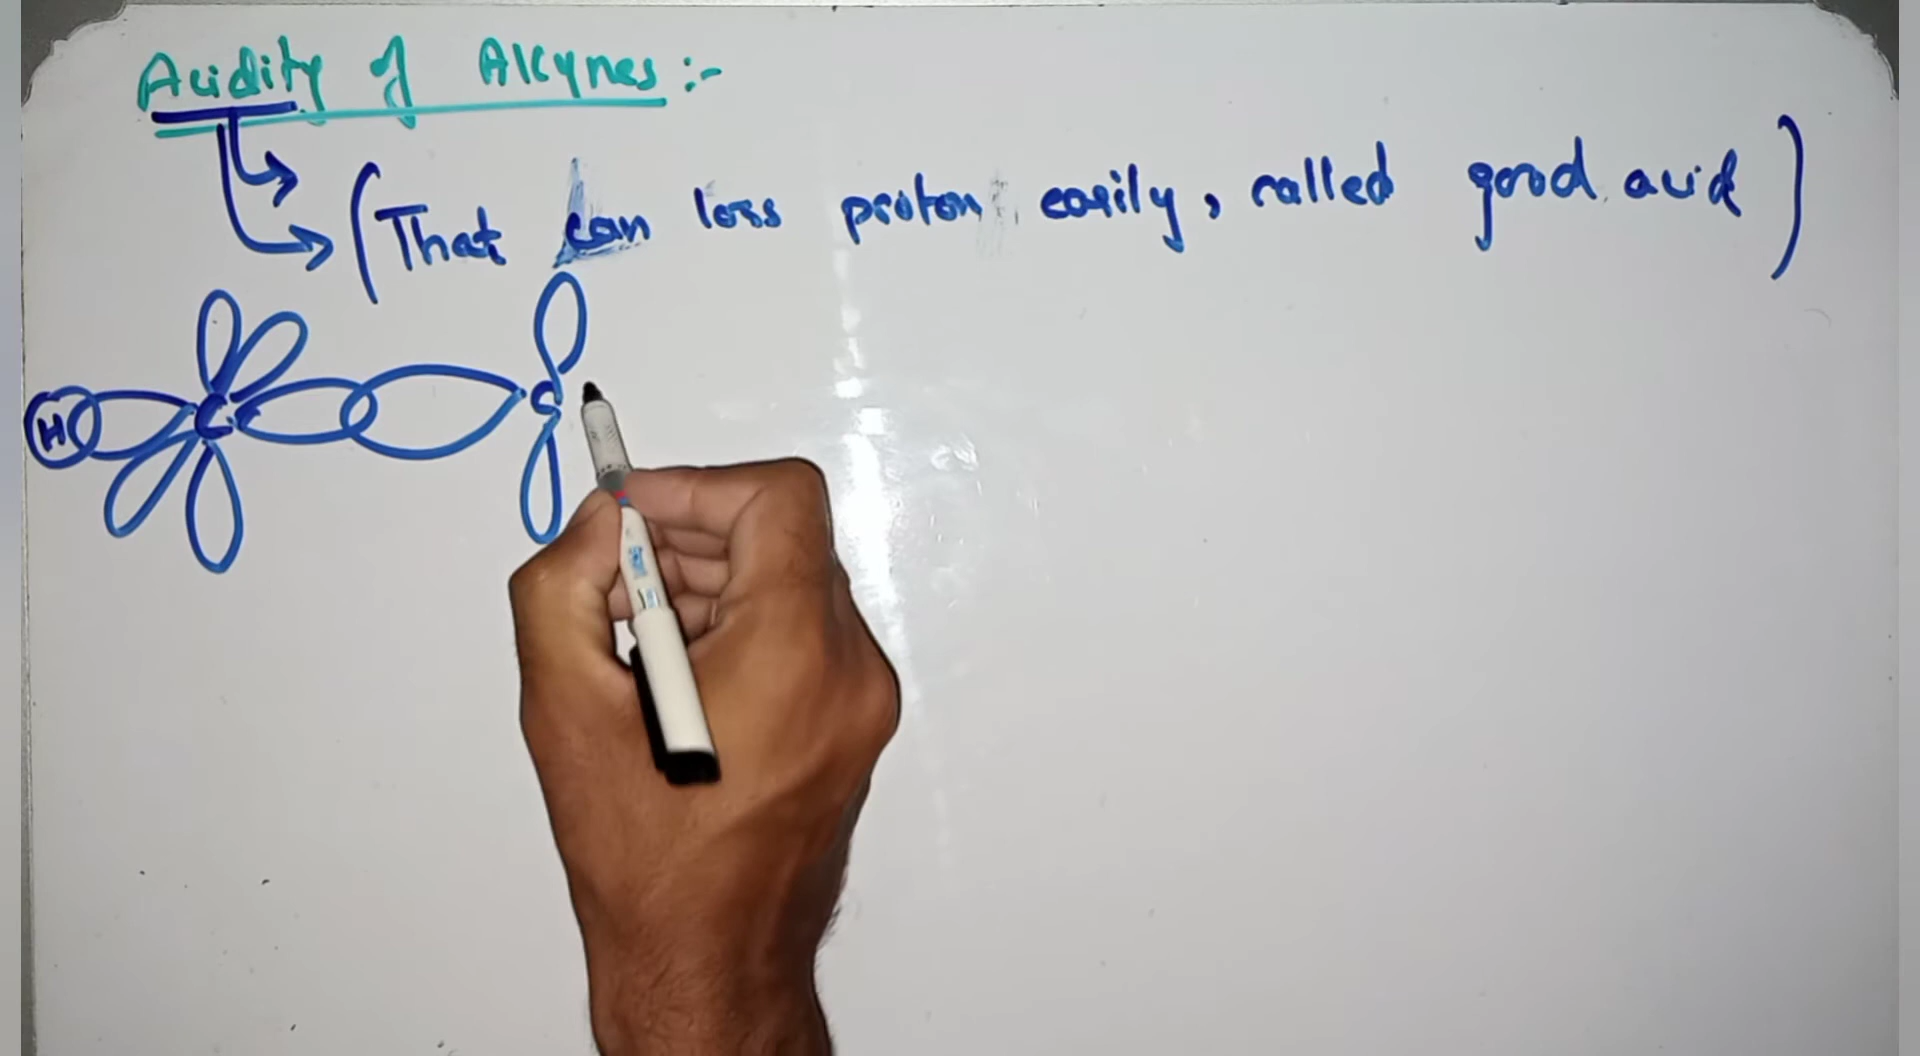 Acidity of Alkynes :-
(That can loss proton easily, called good acid)
H C C